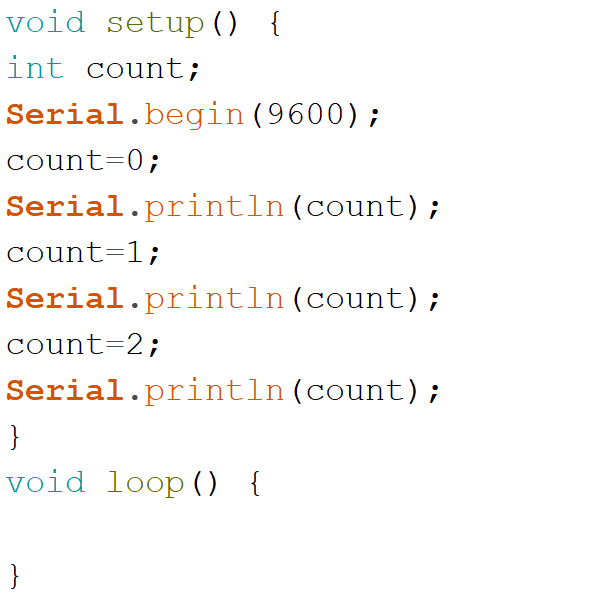 void setup() {
int count;
Serial.begin(9600);
count=0;
Serial.println(count);
count=1;
Serial.println(count);
count=2;
Serial.println(count);
}
void loop() {
}